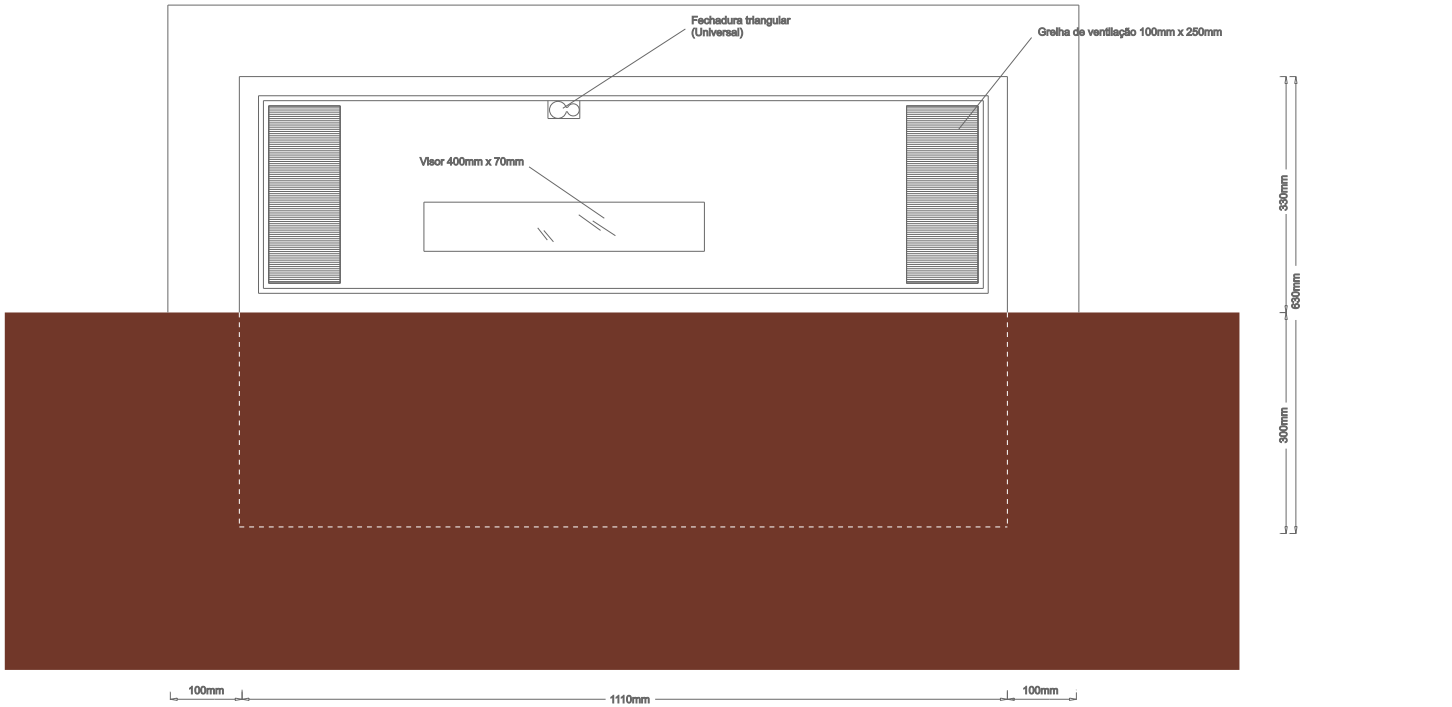 Fechadura triangular
(Universal)
Grelha de ventilação 100mm x 250mm
Visor 400mm x 70mm
330mm
630mm
300mm
100mm
1110mm
100mm